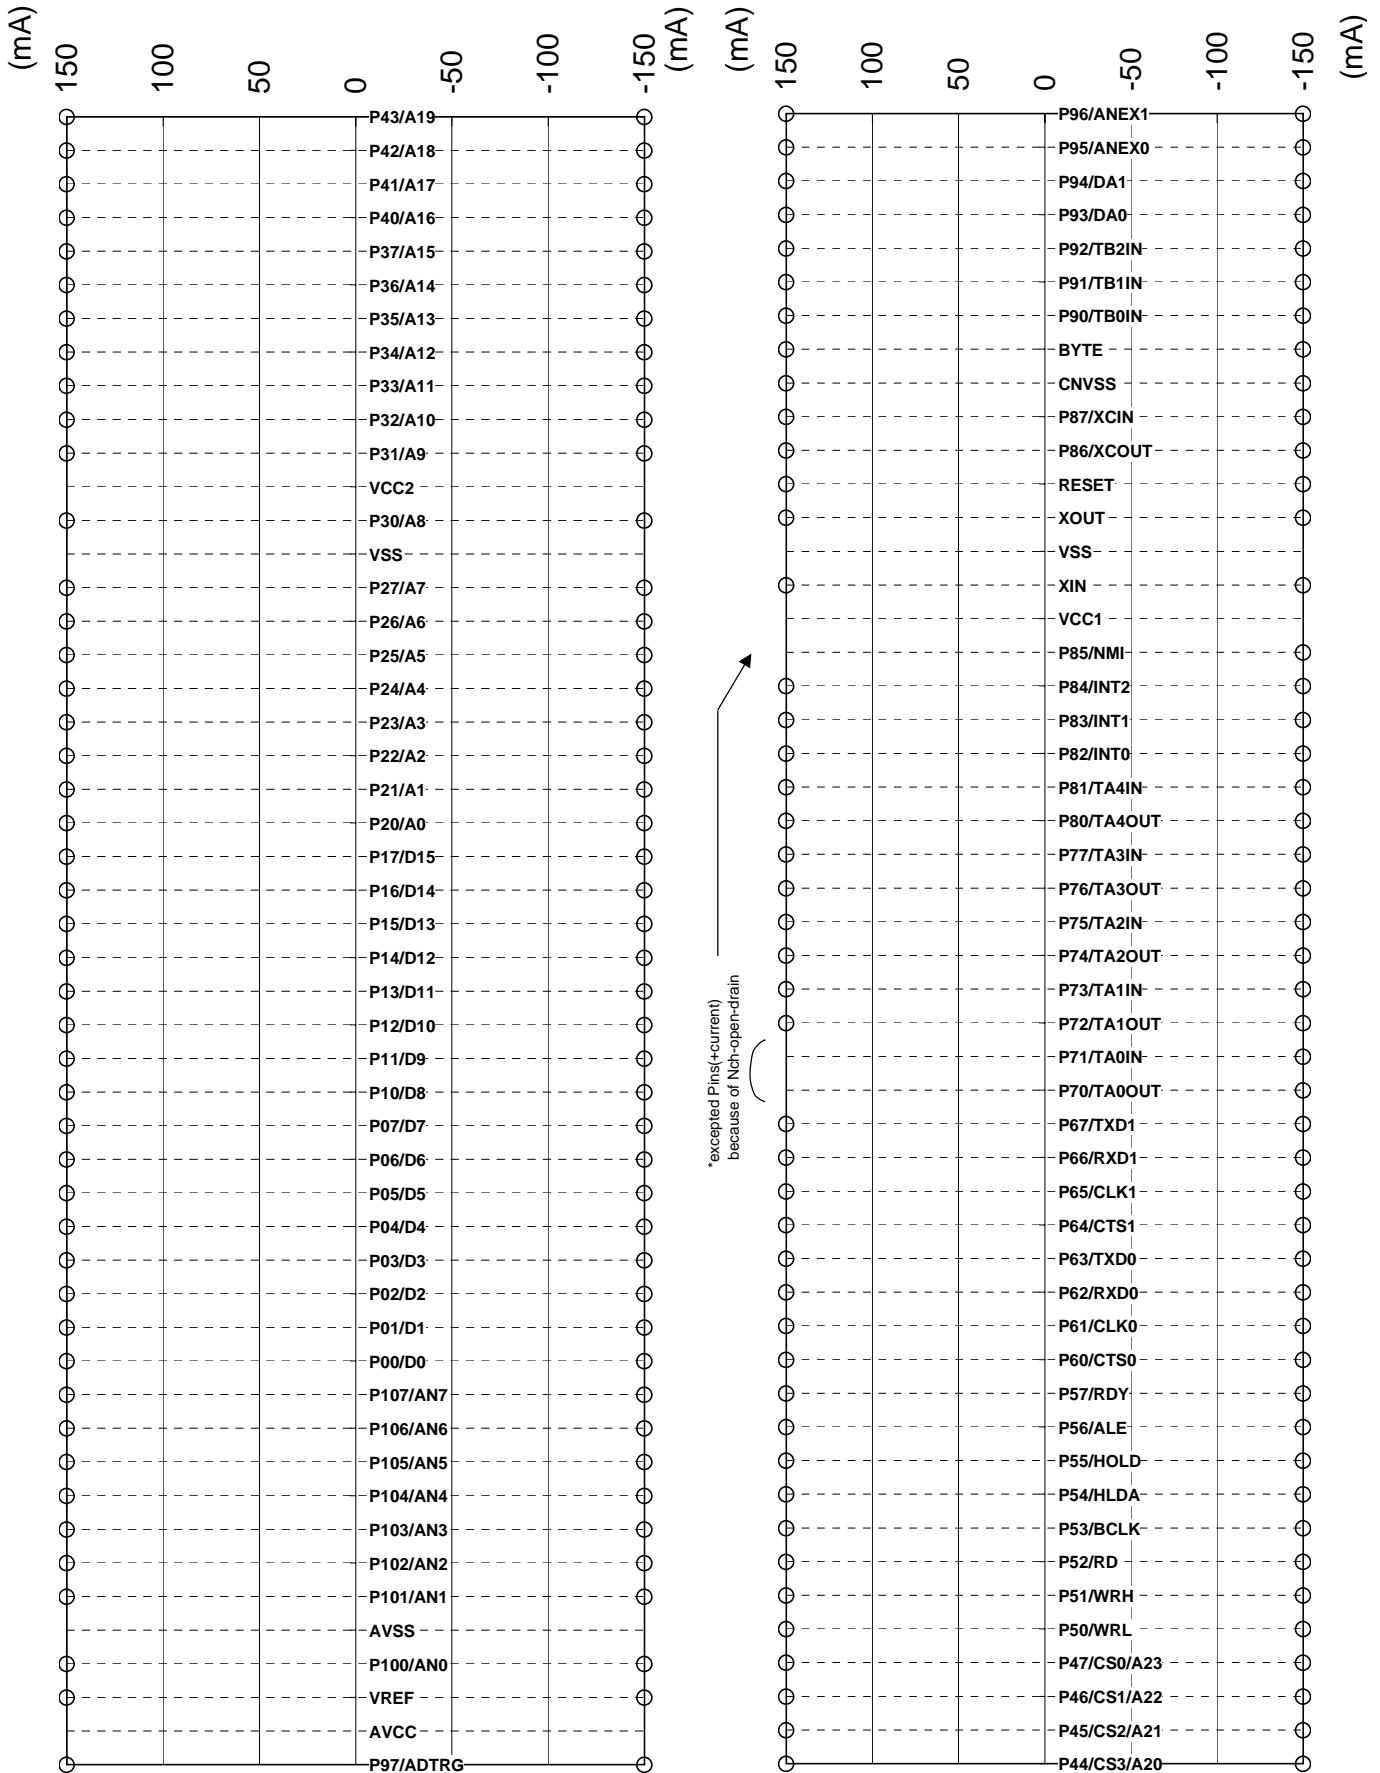 (mA)
150
100
50
0
-50
-100
-150
(mA)
P43/A19
P42/A18
P41/A17
P40/A16
P37/A15
P36/A14
P35/A13
P34/A12
P33/A11
P32/A10
P31/A9
VCC2
P30/A8
VSS
P27/A7
P26/A6
P25/A5
P24/A4
P23/A3
P22/A2
P21/A1
P20/A0
P17/D15
P16/D14
P15/D13
P14/D12
P13/D11
P12/D10
P11/D9
P10/D8
P07/D7
P06/D6
P05/D5
P04/D4
P03/D3
P02/D2
P01/D1
P00/D0
P107/AN7
P106/AN6
P105/AN5
P104/AN4
P103/AN3
P102/AN2
P101/AN1
AVSS
P100/AN0
VREF
AVCC
P97/ADTRG
*excepted Pins(+current)
because of Nch-open-drain
(mA)
150
100
50
0
-50
-100
-150
(mA)
P96/ANEX1
P95/ANEX0
P94/DA1
P93/DA0
P92/TB2IN
P91/TB1IN
P90/TB0IN
BYTE
CNVSS
P87/XCIN
P86/XCOUT
RESET
XOUT
VSS
XIN
VCC1
P85/NMI
P84/INT2
P83/INT1
P82/INT0
P81/TA4IN
P80/TA4OUT
P77/TA3IN
P76/TA3OUT
P75/TA2IN
P74/TA2OUT
P73/TA1IN
P72/TA1OUT
P71/TA0IN
P70/TA0OUT
P67/TXD1
P66/RXD1
P65/CLK1
P64/CTS1
P63/TXD0
P62/RXD0
P61/CLK0
P60/CTS0
P57/RDY
P56/ALE
P55/HOLD
P54/HLDA
P53/BCLK
P52/RD
P51/WRH
P50/WRL
P47/CS0/A23
P46/CS1/A22
P45/CS2/A21
P44/CS3/A20